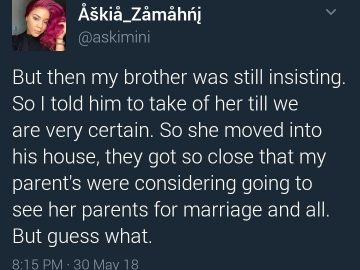 Åškiå_Zåmåhńį
@askimini
But then my brother was still insisting.
So I told him to take of her till we
are very certain. So she moved into
his house, they got so close that my
parent's were considering going to
see her parents for marriage and all.
But guess what.
8:15 PM · 30 May 18